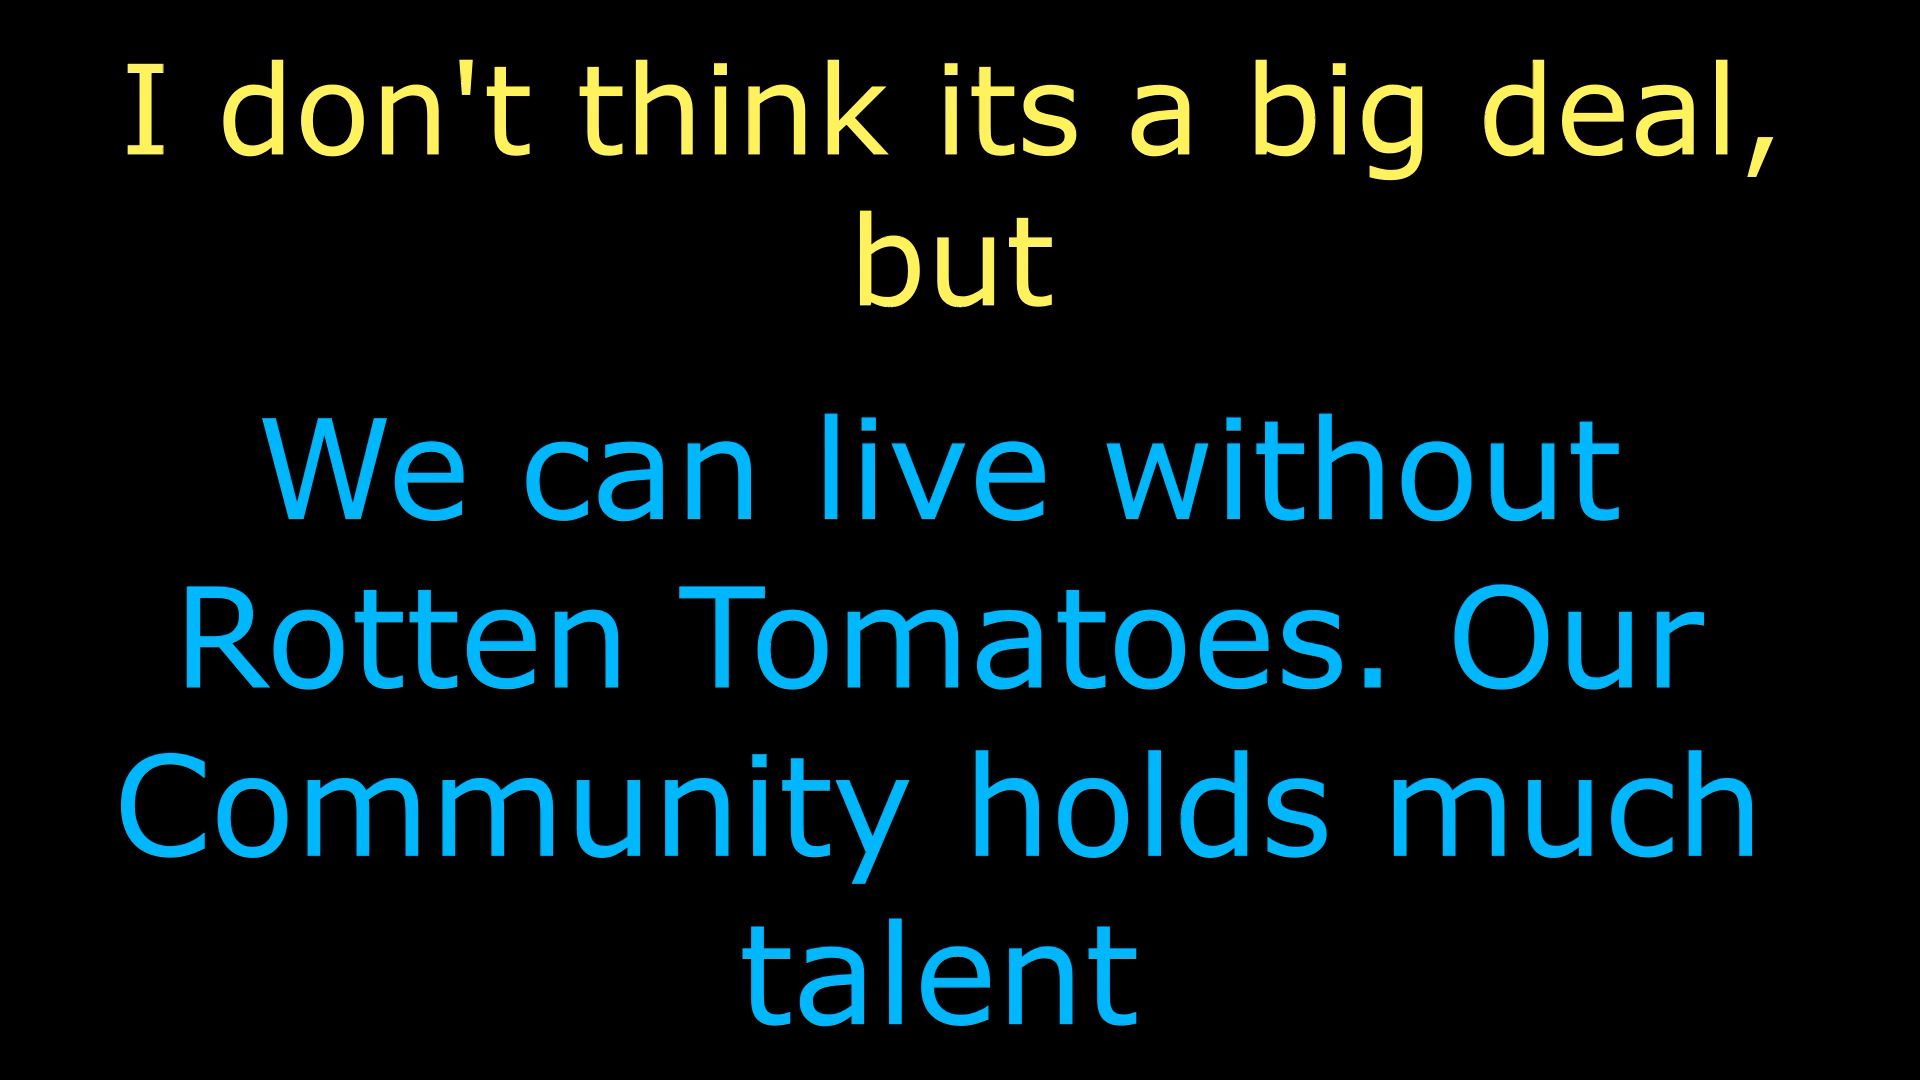 I don't think its a big deal,
but
We can live without
Rotten Tomatoes. Our
Community holds much
talent